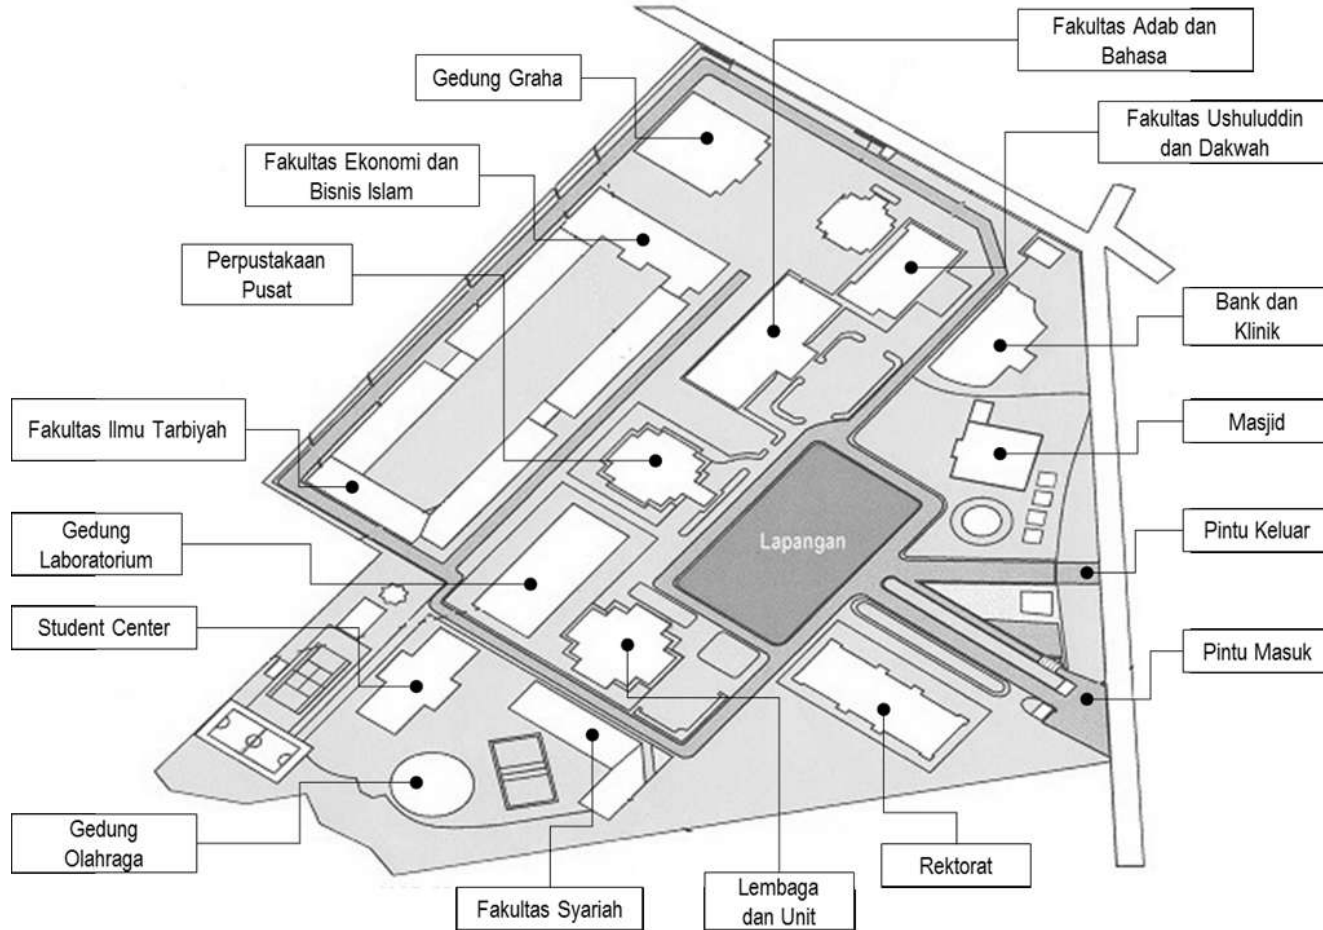 Fakultas Adab dan
Bahasa
Gedung Graha
Fakultas Ushuluddin
dan Dakwah
Fakultas Ekonomi dan
Bisnis Islam
Perpustakaan
Pusat
Bank dan
Klinik
Fakultas Ilmu Tarbiyah
Masjid
Gedung
Laboratorium
Lapangan
Pintu Keluar
Student Center
Pintu Masuk
Gedung
Olahraga
Rektorat
Fakultas Syariah
Lembaga
dan Unit